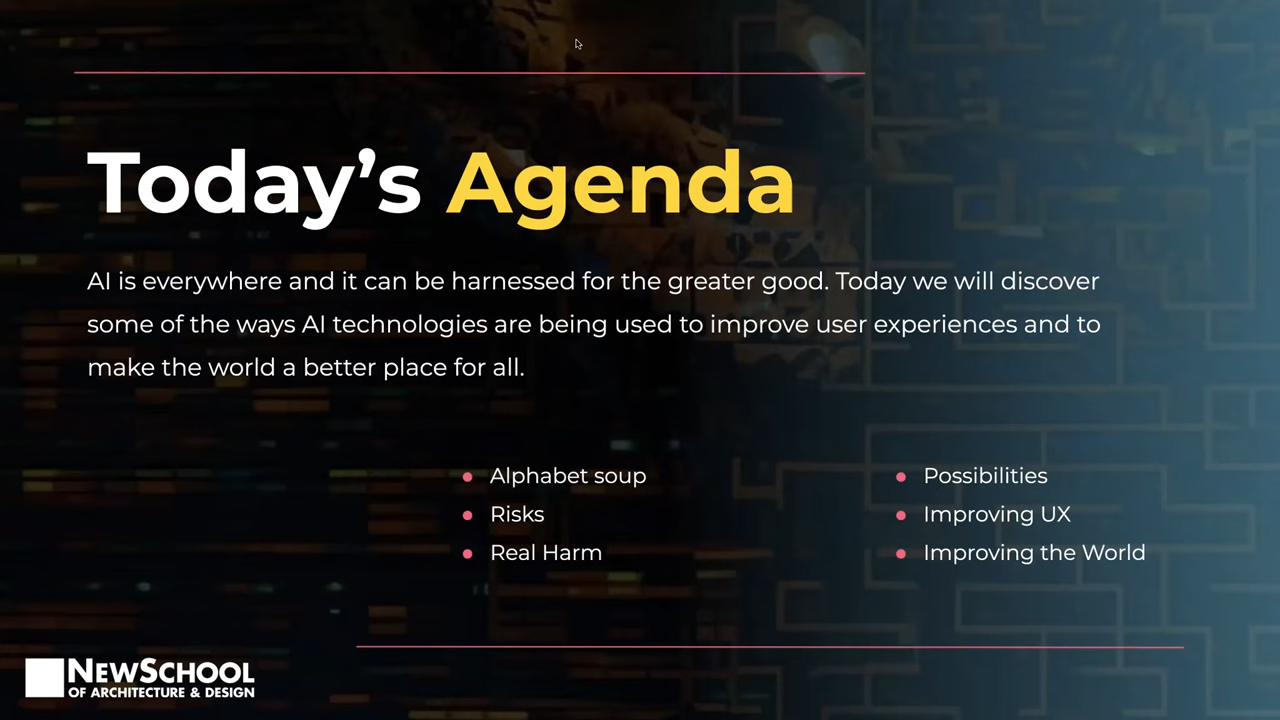 Today’s Agenda
AI is everywhere and it can be harnessed for the greater good. Today we will discover
some of the ways AI technologies are being used to improve user experiences and to
make the world a better place for all.
Alphabet soup
Risks
Real Harm
Possibilities
Improving UX
Improving the World
NEWSCHOOL
OF ARCHITECTURE & DESIGN